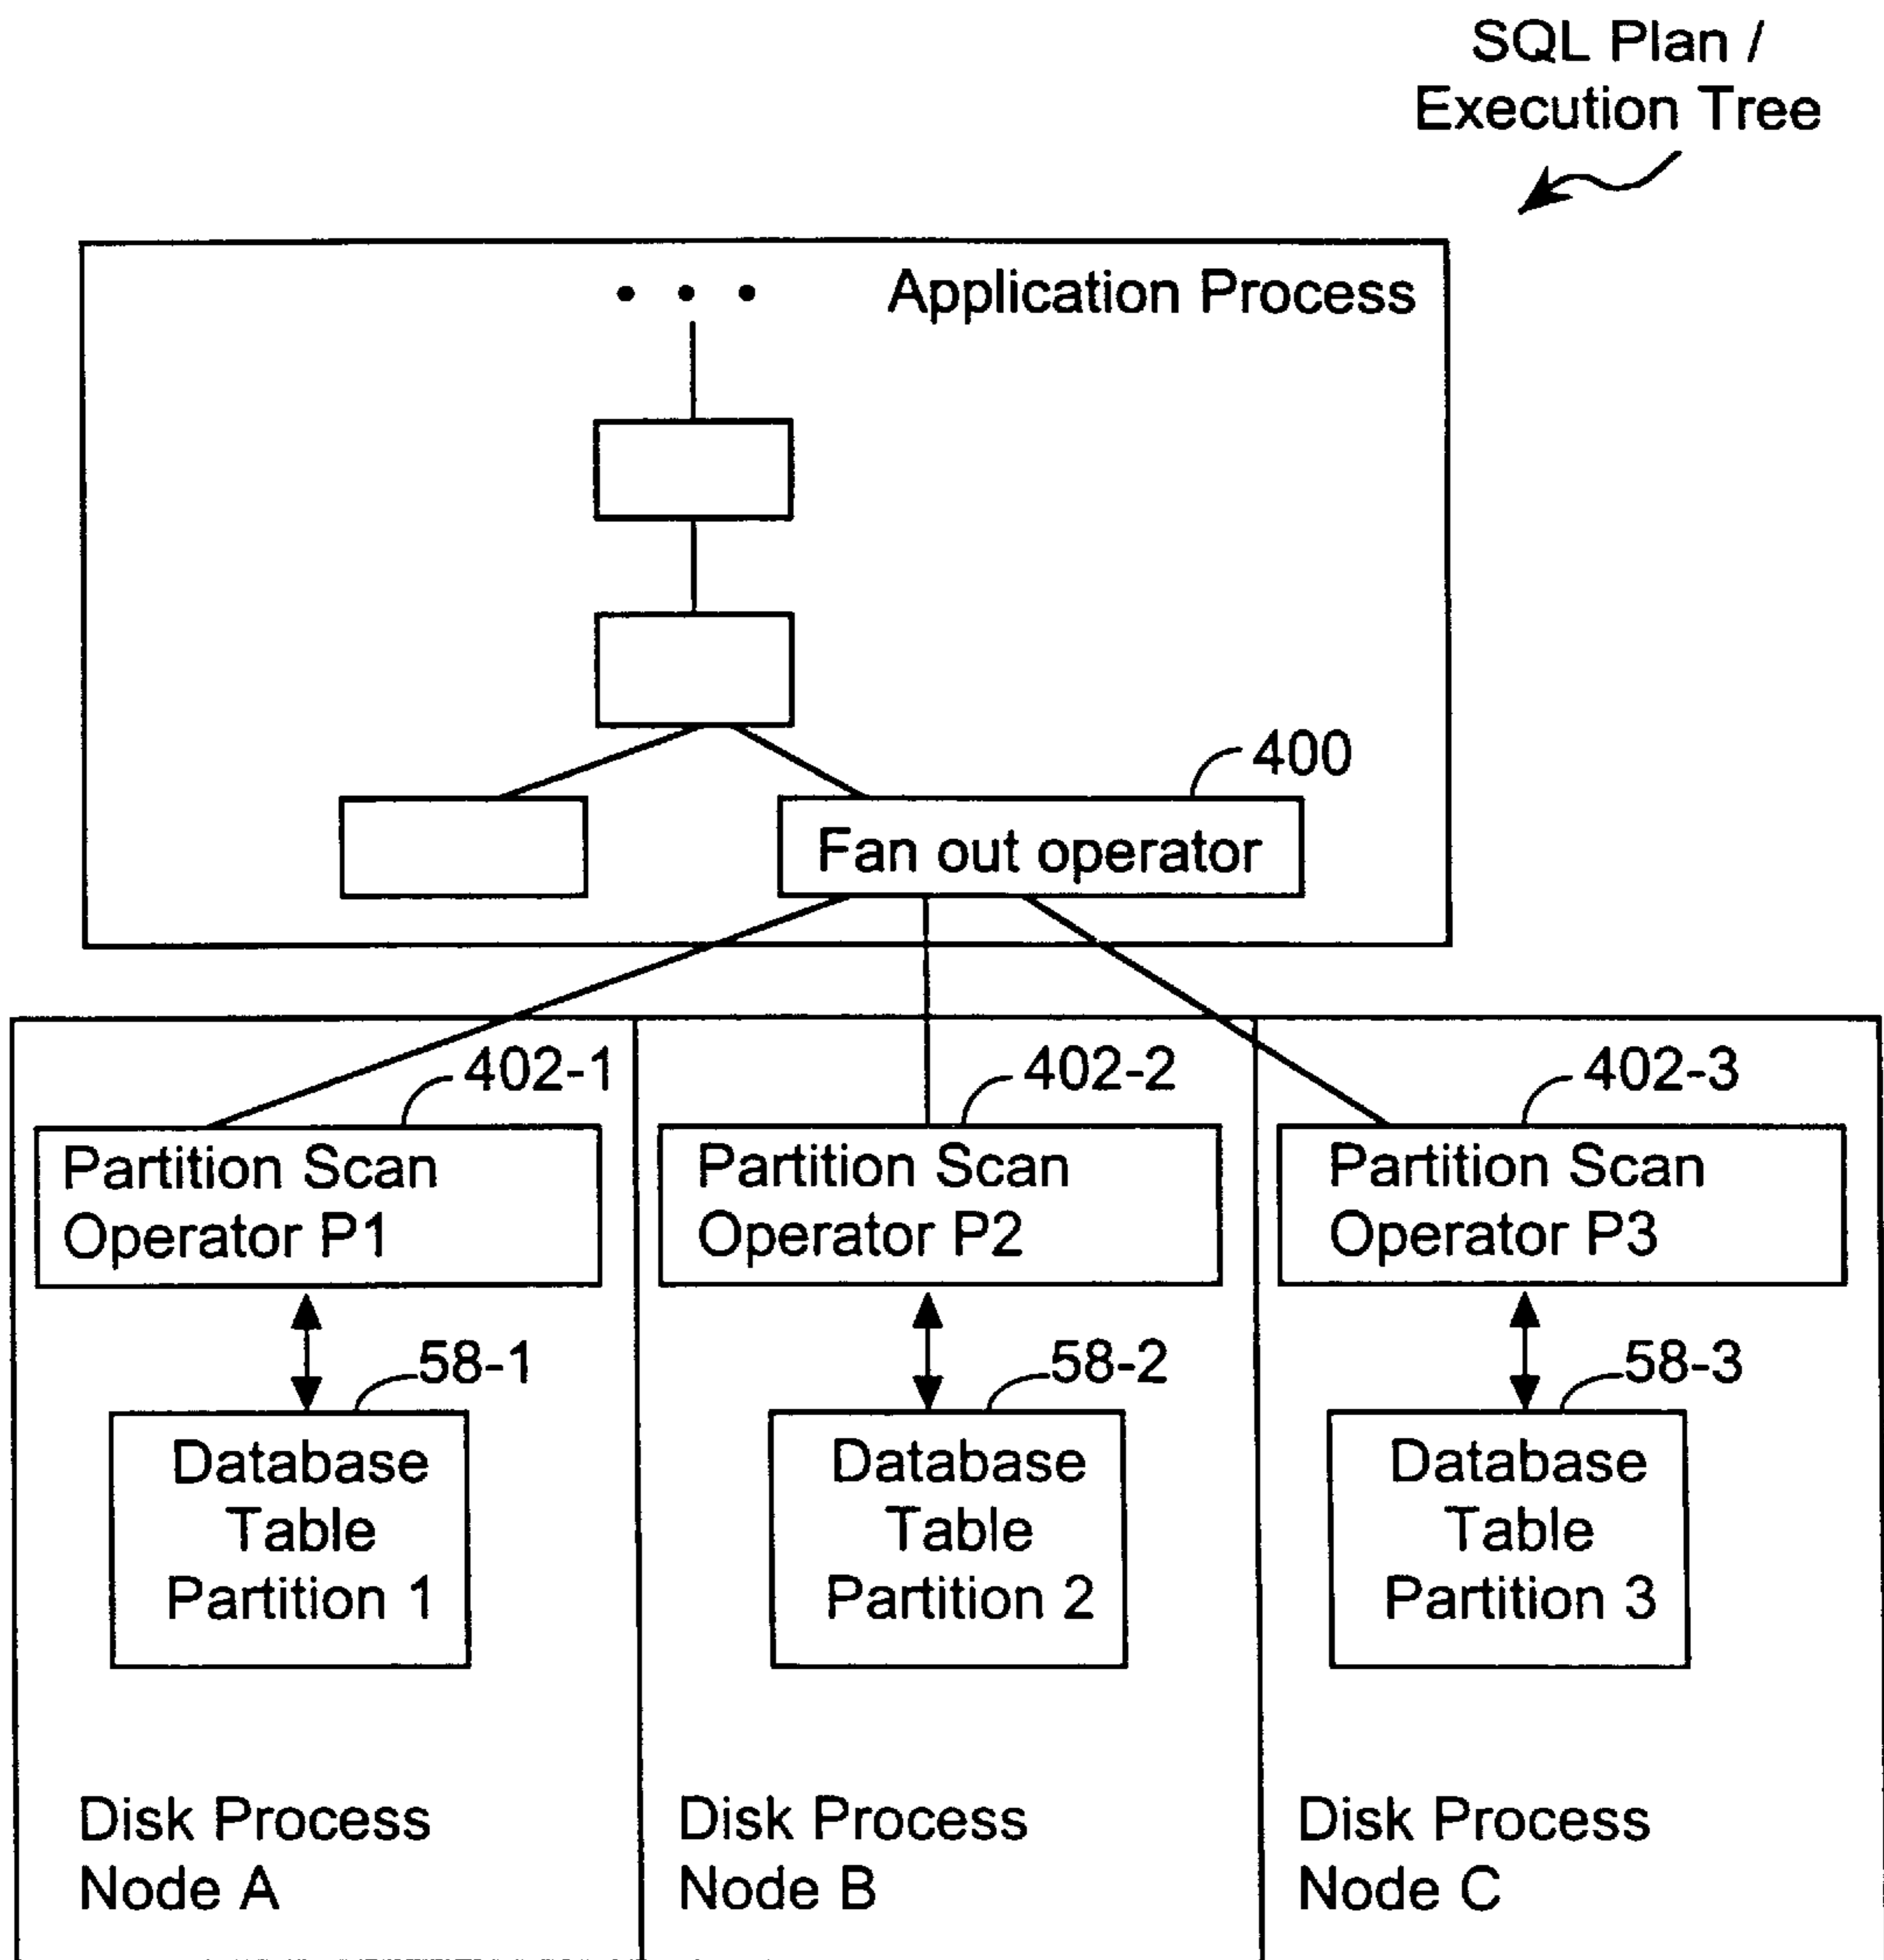 SQL Plan /
Execution Tree
• • •
Application Process
400
Fan out operator
402-1
402-2
402-3
Partition Scan
Operator P1
Partition Scan
Operator P2
Partition Scan
Operator P3
58-1
58-2
58-3
Database
Table
Partition 1
Database
Table
Partition 2
Database
Table
Partition 3
Disk Process
Node A
Disk Process
Node B
Disk Process
Node C